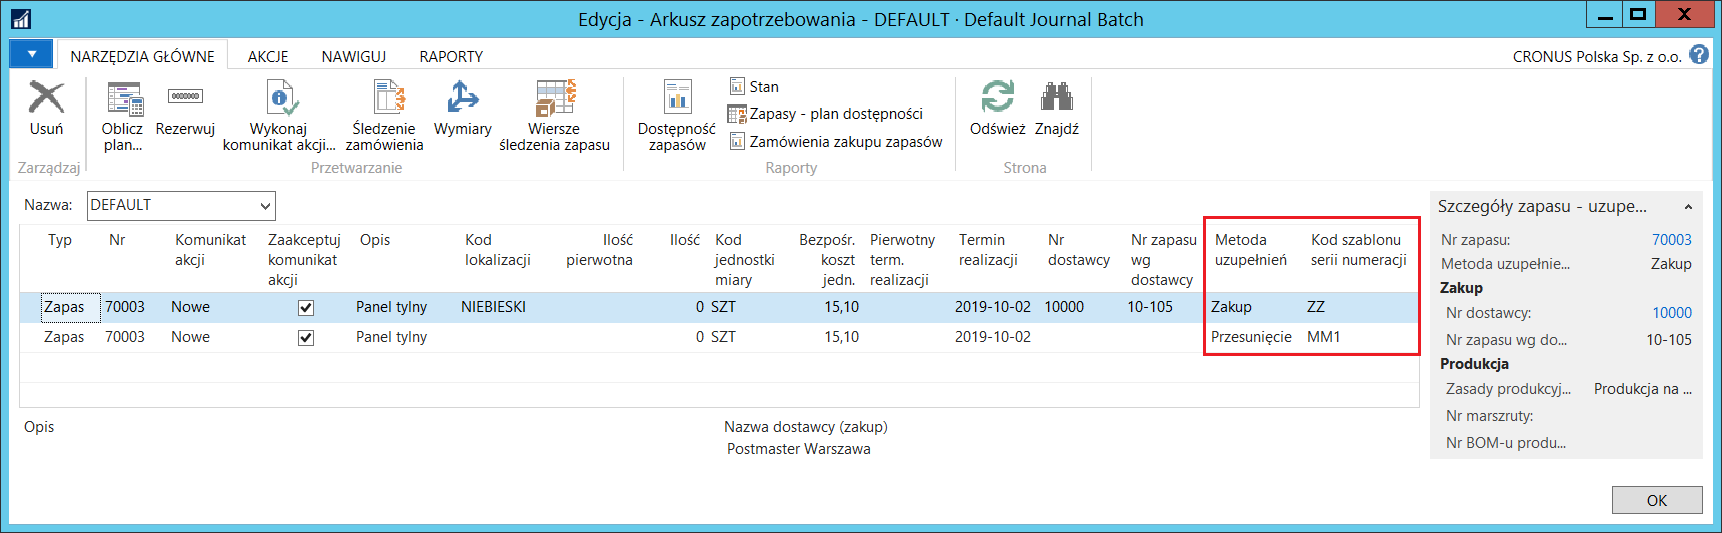 Edycja - Arkusz zapotrzebowania - DEFAULT · Default Journal Batch
NARZĘDZIA GŁÓWNE AKCJE NAWIGUJ RAPORTY CRONUS Polska Sp. z o.o.
Usuń
Zarządzaj
Oblicz
plan...
Rezerwuj
Wykonaj
komunikat akcji...
Śledzenie
zamówienia
Wymiary
Wiersze
śledzenia zapasu
Przetwarzanie
Dostępność
zapasów
Stan
Zapasy - plan dostępności
Zamówienia zakupu zapasów
Raporty
Odśwież
Znajdź
Strona
Nazwa: DEFAULT
Typ
Nr
Komunikat
akcji
Zaakceptuj
komunikat
akcji
Opis
Kod
lokalizacji
Ilość
pierwotna
Ilość
Kod
jednostki
miary
Bezpośr.
koszt
jedn.
Pierwotny
term.
realizacji
Termin
realizacji
Nr
dostawcy
Nr zapasu
wg
dostawcy
Metoda
uzupełnień
Kod szablonu
serii numeracji
Zapas 70003 Nowe Panel tylny NIEBIESKI 0 SZT 15,10 2019-10-02 10000 10-105 Zakup ZZ
Zapas 70003 Nowe Panel tylny 0 SZT 15,10 2019-10-02 Przesunięcie MM1
Opis
Nazwa dostawcy (zakup)
Postmaster Warszawa
Szczegóły zapasu - uzupe...
Nr zapasu: 70003
Metoda uzupełnie... Zakup
Zakup
Nr dostawcy: 10000
Nr zapasu wg do... 10-105
Produkcja
Zasady produkcyj... Produkcja na ...
Nr marszruty:
Nr BOM-u produ...
OK